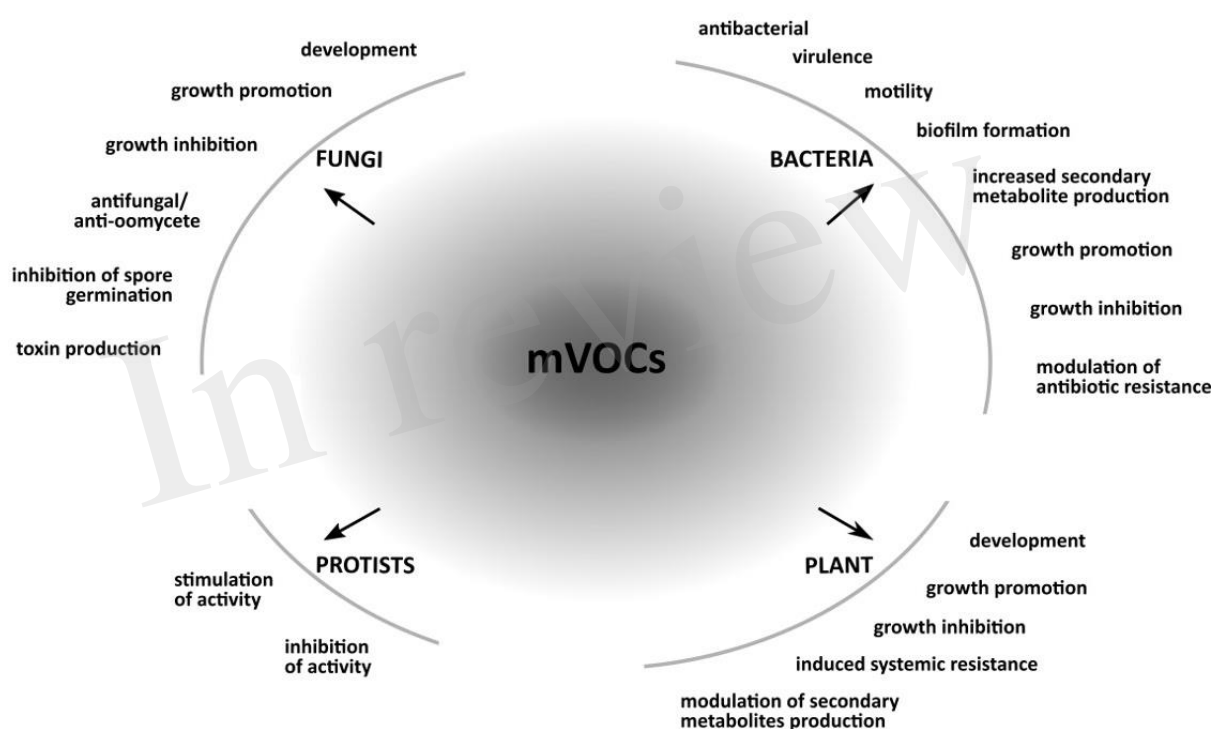 development
growth promotion
growth inhibition
antifungal/
anti-oomycete
inhibition of spore
germination
toxin production
FUNGI
antibacterial
virulence
motility
biofilm formation
increased secondary
metabolite production
growth promotion
growth inhibition
modulation of
antibiotic resistance
BACTERIA
mVOCs
In review
PROTISTS
stimulation
of activity
inhibition
of activity
PLANT
development
growth promotion
growth inhibition
induced systemic resistance
modulation of secondary
metabolites production